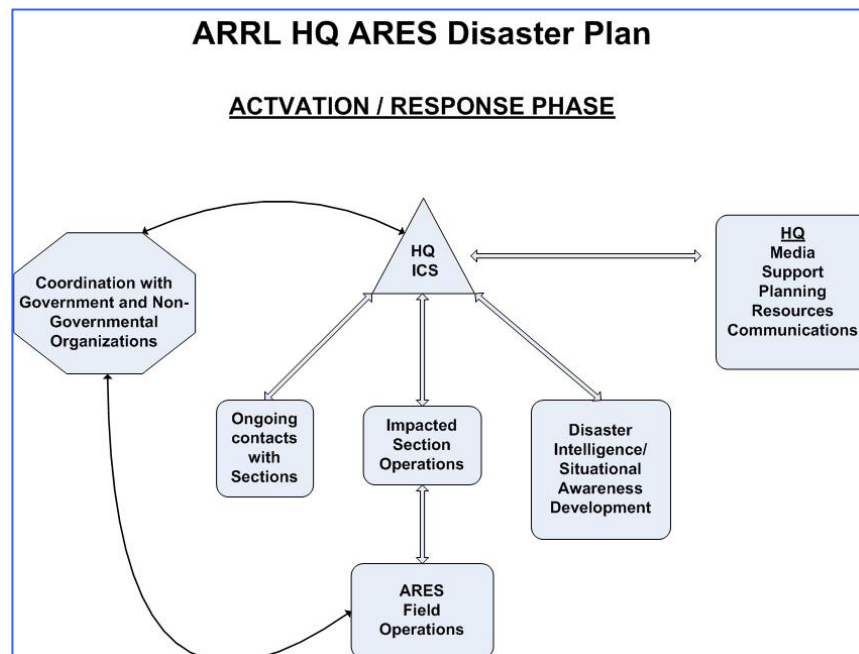 ARRL HQ ARES Disaster Plan
ACTVATION / RESPONSE PHASE
HQ
ICS
HQ
Media
Support
Planning
Resources
Communications
Coordination with
Government and Non-
Governmental
Organizations
Ongoing
contacts
with
Sections
Impacted
Section
Operations
Disaster
Intelligence/
Situational
Awareness
Development
ARES
Field
Operations